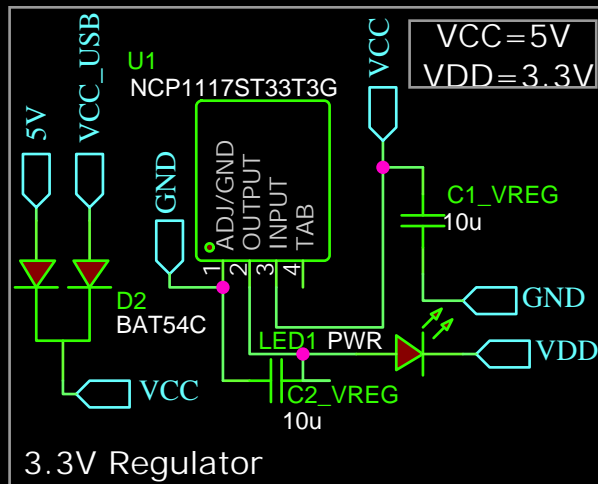 U1
NCP1117ST33T3G
VCC=5V
VDD=3.3V
5V
VCC_USB
GND
VCC
ADJ/GND
OUTPUT
INPUT
TAB
1
2
3
4
C1_VREG
10u
GND
D2
BAT54C
LED1 PWR
VDD
VCC
C2_VREG
10u
3.3V Regulator